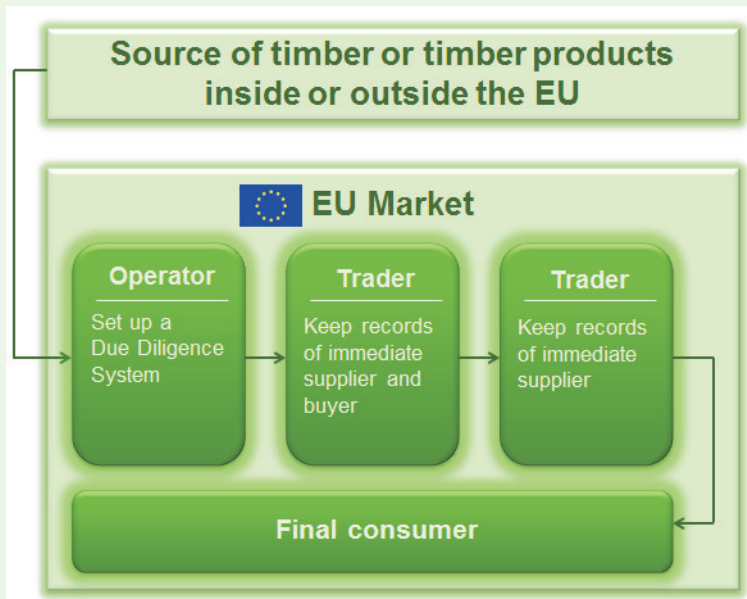 Source of timber or timber products
inside or outside the EU
EU Market
Operator
Set up a
Due Diligence
System
Trader
Keep records
of immediate
supplier and
buyer
Trader
Keep records
of immediate
supplier
Final consumer